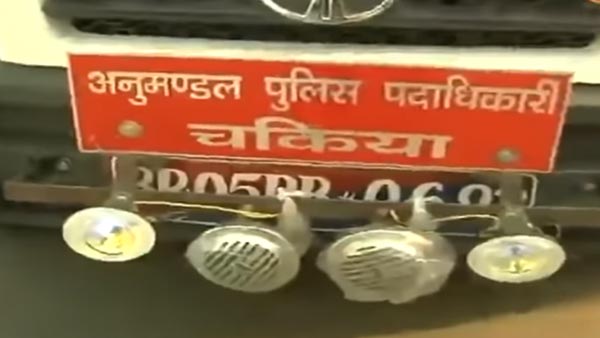 अनुमण्डल पुलिस पदाधिकारी
चकिया